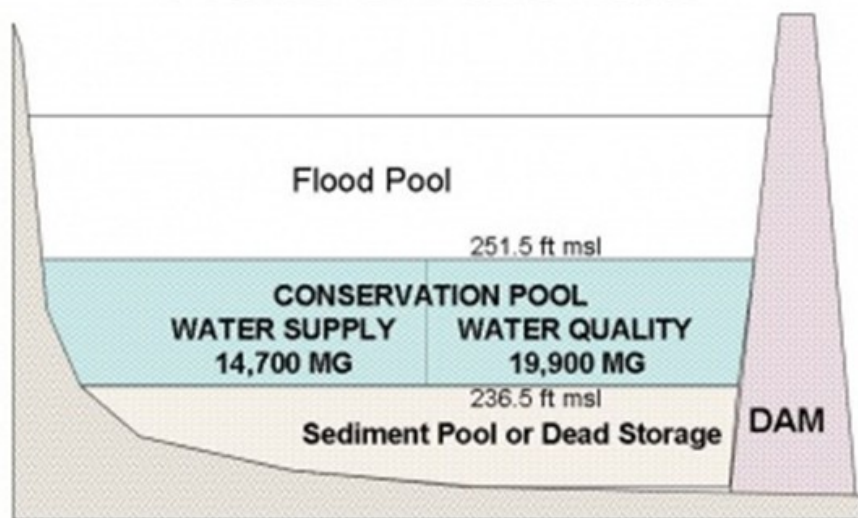 Flood Pool
251.5 ft msl
CONSERVATION POOL
WATER SUPPLY WATER QUALITY
14,700 MG 19,900 MG
236.5 ft msl
Sediment Pool or Dead Storage
DAM